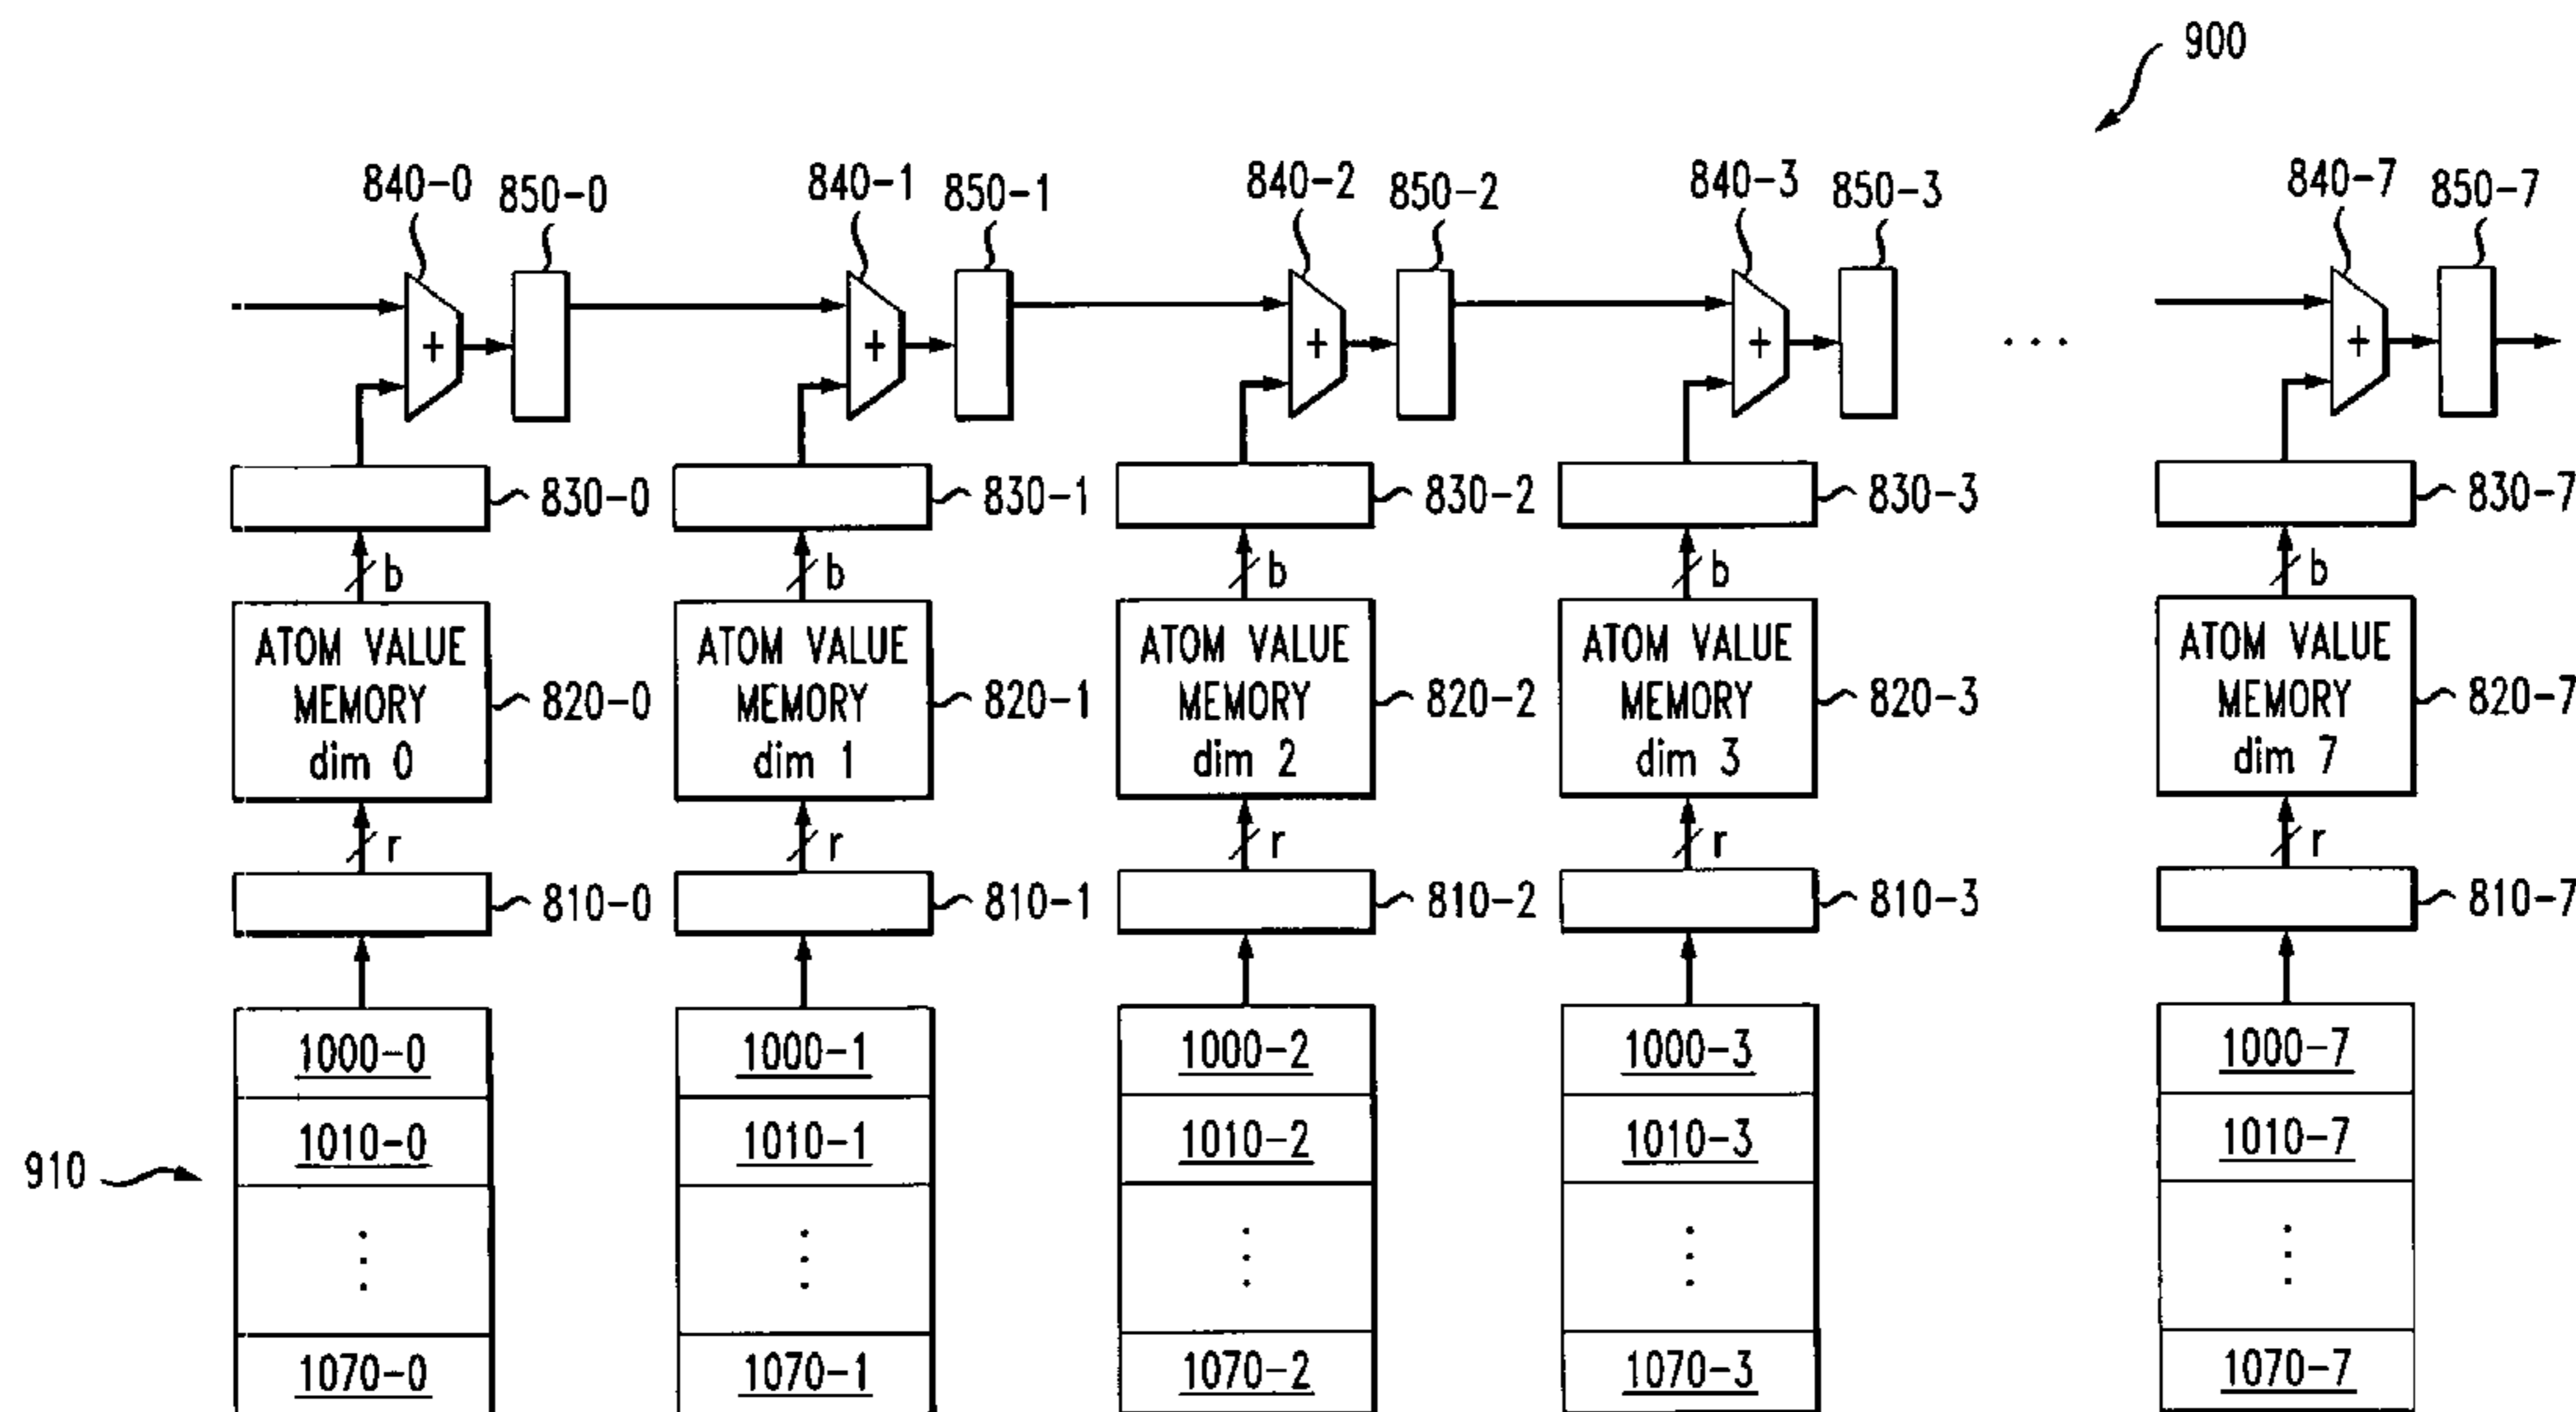 900
840-0 850-0 840-1 850-1 840-2 850-2 840-3 850-3 840-7 850-7
+ + + + +
. . .
830-0 830-1 830-2 830-3 830-7
b b b b b
ATOM VALUE MEMORY dim 0
820-0
ATOM VALUE MEMORY dim 1
820-1
ATOM VALUE MEMORY dim 2
820-2
ATOM VALUE MEMORY dim 3
820-3
ATOM VALUE MEMORY dim 7
820-7
r r r r r
810-0 810-1 810-2 810-3 810-7
1000-0 1000-1 1000-2 1000-3 1000-7
1010-0 1010-1 1010-2 1010-3 1010-7
910
1070-0 1070-1 1070-2 1070-3 1070-7